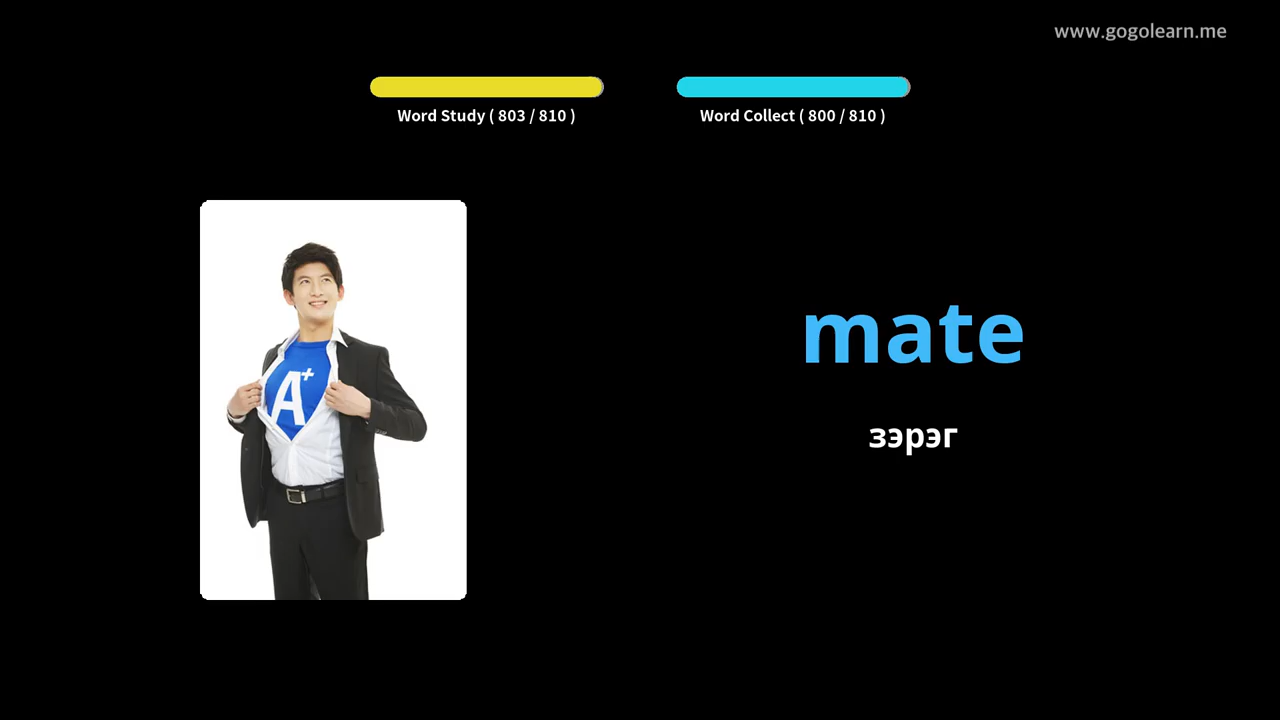 www.gogolearn.me
Word Study ( 803 / 810 )
Word Collect ( 800 / 810 )
A+
mate
зэрэг